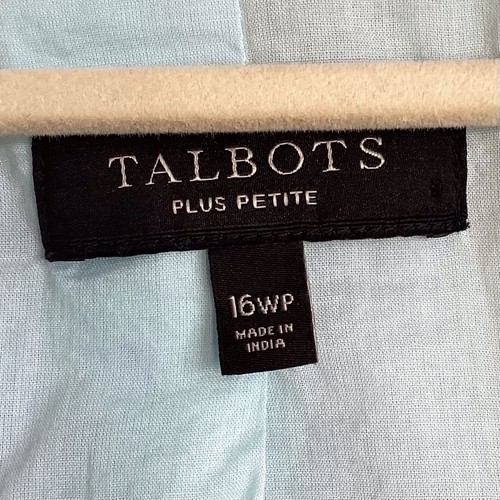 TALBOTS
PLUS PETITE
16WP
MADE IN
INDIA